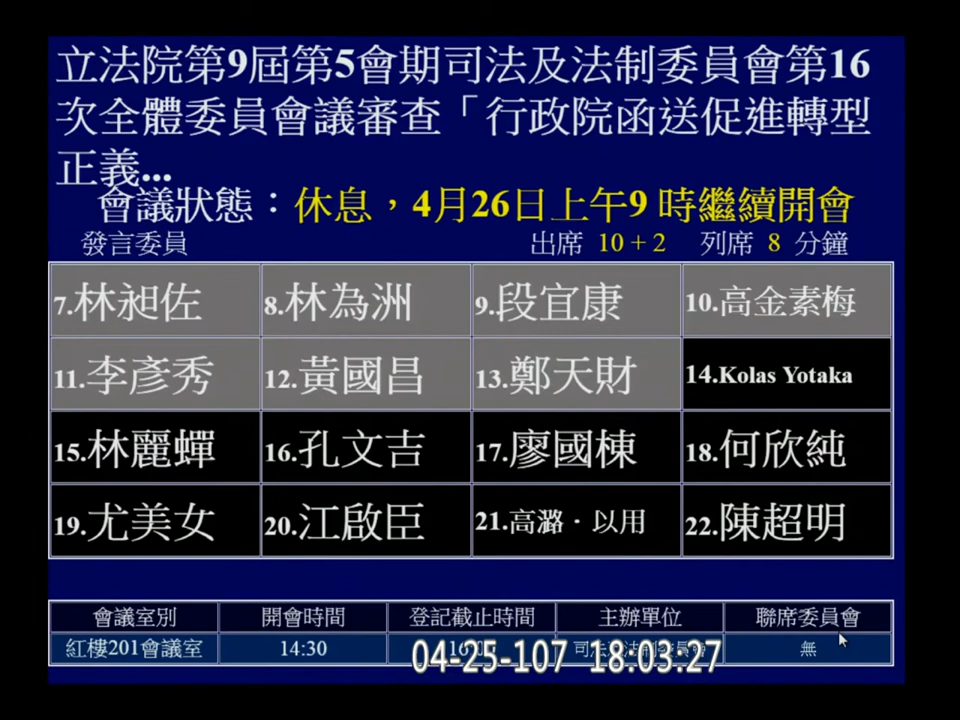 立法院第9屆第5會期司法及法制委員會第16
次全體委員會議審查「行政院函送促進轉型
正義...
會議狀態：休息，4月26日上午9 時繼續開會
發言委員 出席 10 + 2 列席 8 分鐘
7.林昶佐 8.林為洲 9.段宜康 10.高金素梅
11.李彥秀 12.黃國昌 13.鄭天財 14.Kolas Yotaka
15.林麗蟬 16.孔文吉 17.廖國棟 18.何欣純
19.尤美女 20.江啟臣 21.高潞．以用 22.陳超明
會議室別 開會時間 登記截止時間 主辦單位 聯席委員會
紅樓201會議室 14:30 司法及法制委員會 無
04-25-107 18:03:27